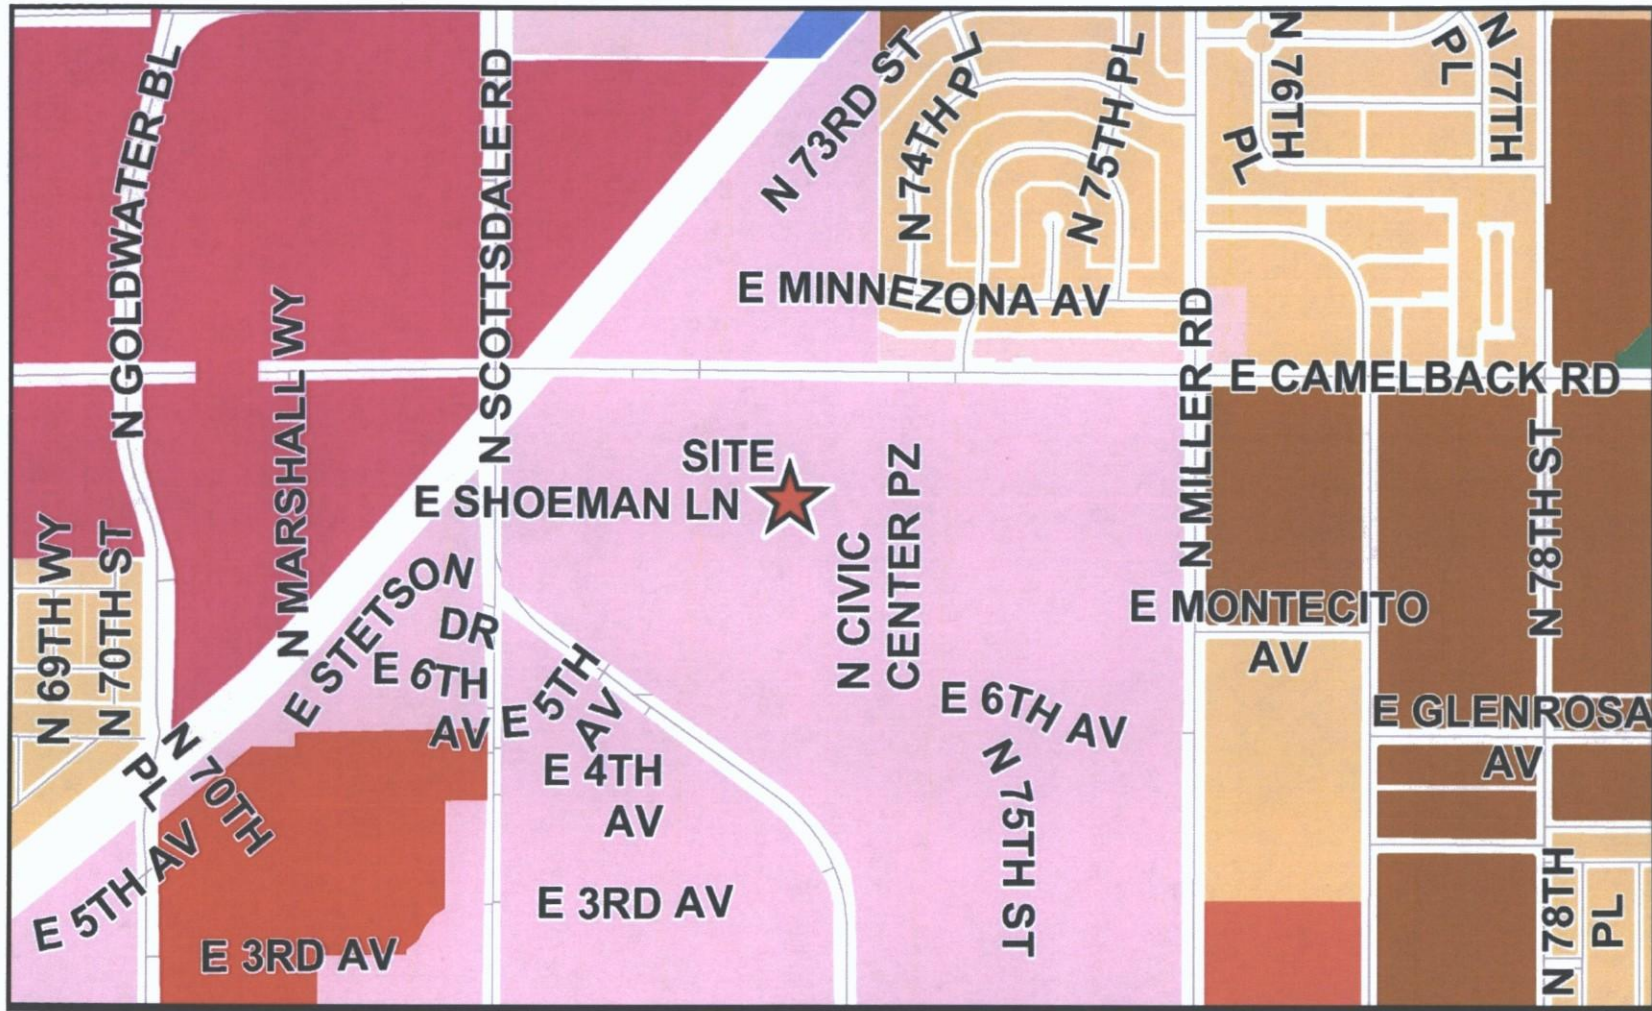 N GOLDWATER BL
N SCOTTSDALE RD
N 73RD ST
N 74TH PL
N 75TH PL
N 76TH
PL
N 77TH
PL
E MINNEZONA AV
N MARSHALL WY
N MILLER RD
E CAMELBACK RD
SITE
E SHOEMAN LN
N CIVIC
CENTER PZ
N 78TH ST
N 69TH WY
N 70TH ST
E STETSON
DR
E 6TH
AV
E 5TH
AV
E MONTECITO
AV
E 6TH AV
E GLENROSA
AV
N 70TH
PL
E 4TH
AV
N 75TH ST
E 5TH AV
E 3RD AV
E 3RD AV
N 78TH
PL